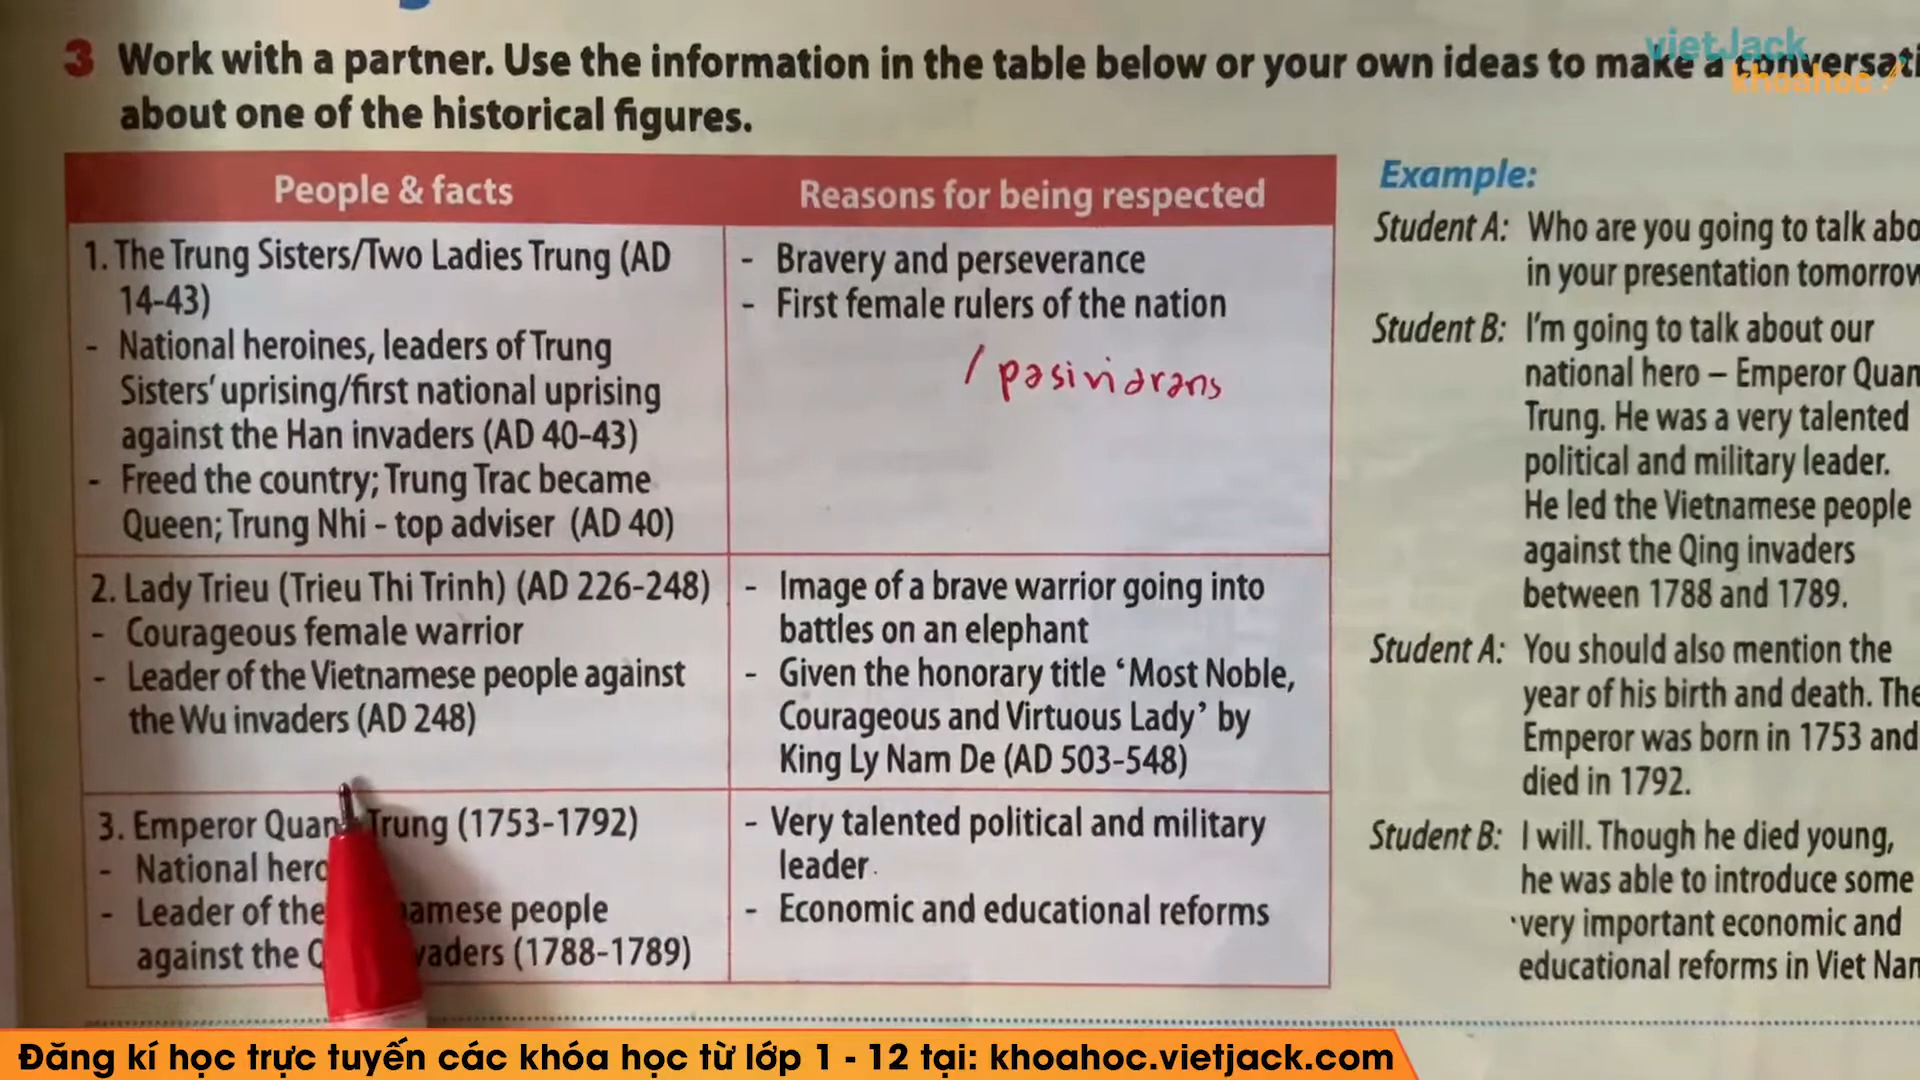 vietJack
khoahoc
3 Work with a partner. Use the information in the table below or your own ideas to make a conversati
about one of the historical figures.
People & facts
Reasons for being respected
1. The Trung Sisters/Two Ladies Trung (AD
14-43)
- National heroines, leaders of Trung
Sisters' uprising/first national uprising
against the Han invaders (AD 40-43)
- Freed the country; Trung Trac became
Queen; Trung Nhi - top adviser (AD 40)
- Bravery and perseverance
- First female rulers of the nation
2. Lady Trieu (Trieu Thi Trinh) (AD 226-248)
- Courageous female warrior
- Leader of the Vietnamese people against
the Wu invaders (AD 248)
- Image of a brave warrior going into
battles on an elephant
- Given the honorary title ‘Most Noble,
Courageous and Virtuous Lady’ by
King Ly Nam De (AD 503-548)
3. Emperor Quan Trung (1753-1792)
- National hero
- Leader of the amese people
against the Q vaders (1788-1789)
- Very talented political and military
leader
- Economic and educational reforms
Example:
Student A: Who are you going to talk abo
in your presentation tomorrow
Student B: I'm going to talk about our
national hero – Emperor Quan
Trung. He was a very talented
political and military leader.
He led the Vietnamese people
against the Qing invaders
between 1788 and 1789.
Student A: You should also mention the
year of his birth and death. The
Emperor was born in 1753 and
died in 1792.
Student B: I will. Though he died young,
he was able to introduce some
very important economic and
educational reforms in Viet Nam
Đăng kí học trực tuyến các khóa học từ lớp 1 - 12 tại: khoahoc.vietjack.com